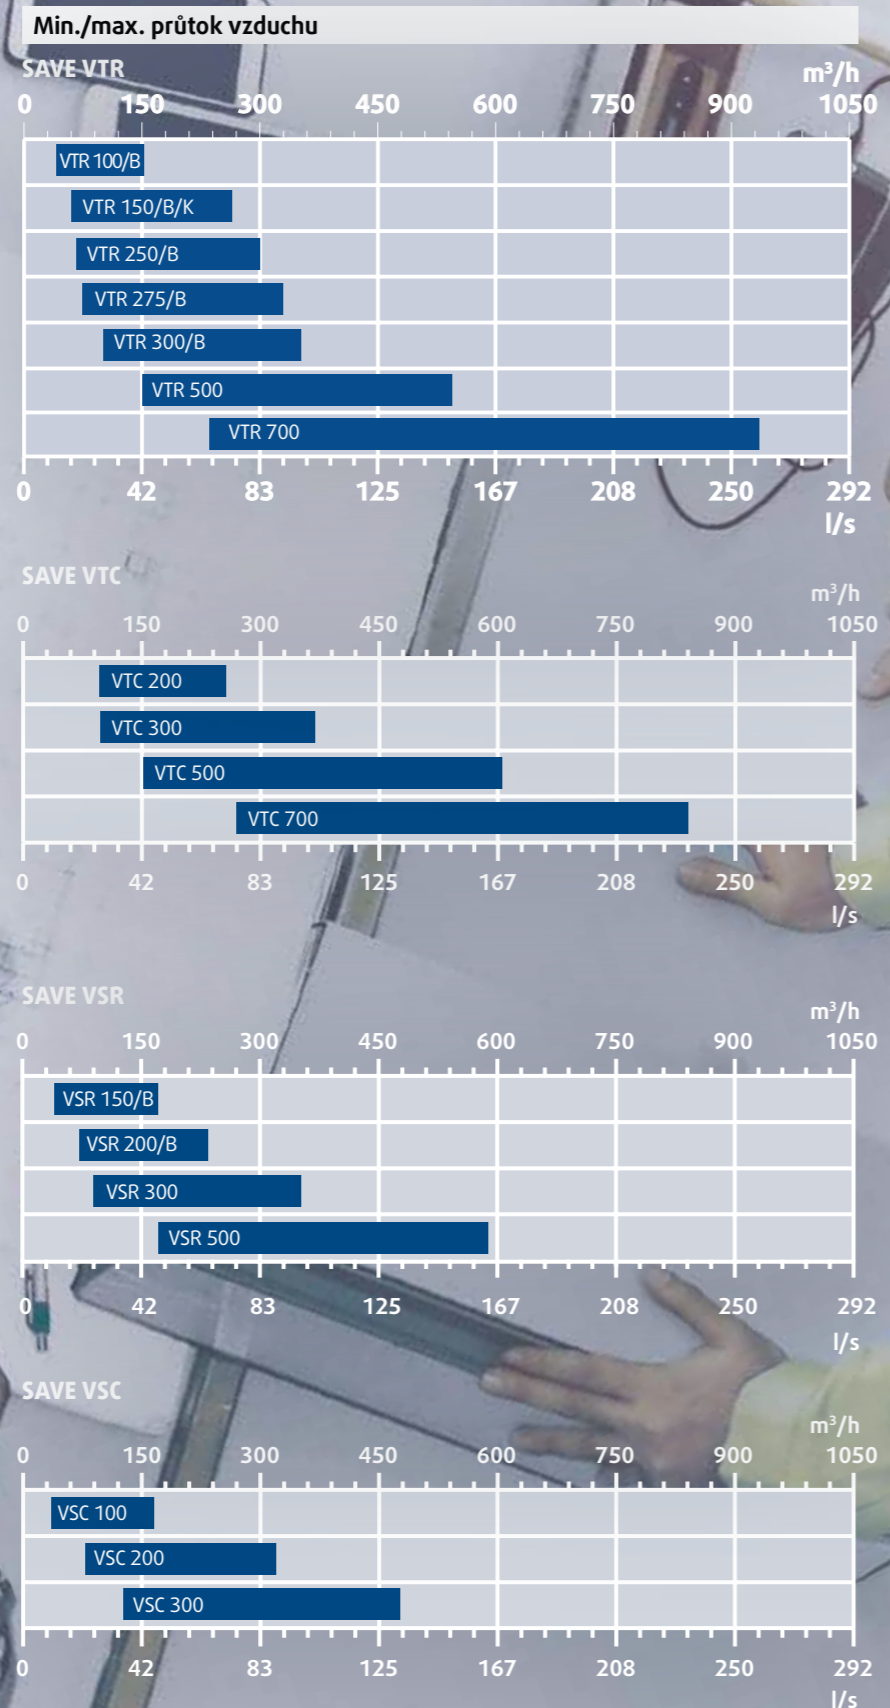 Min./max. průtok vzduchu
SAVE VTR
m³/h
0 150 300 450 600 750 900 1050
VTR 100/B
VTR 150/B/K
VTR 250/B
VTR 275/B
VTR 300/B
VTR 500
VTR 700
0 42 83 125 167 208 250 292
l/s
SAVE VTC
m³/h
0 150 300 450 600 750 900 1050
VTC 200
VTC 300
VTC 500
VTC 700
0 42 83 125 167 208 250 292
l/s
SAVE VSR
m³/h
0 150 300 450 600 750 900 1050
VSR 150/B
VSR 200/B
VSR 300
VSR 500
0 42 83 125 167 208 250 292
l/s
SAVE VSC
m³/h
0 150 300 450 600 750 900 1050
VSC 100
VSC 200
VSC 300
0 42 83 125 167 208 250 292
l/s